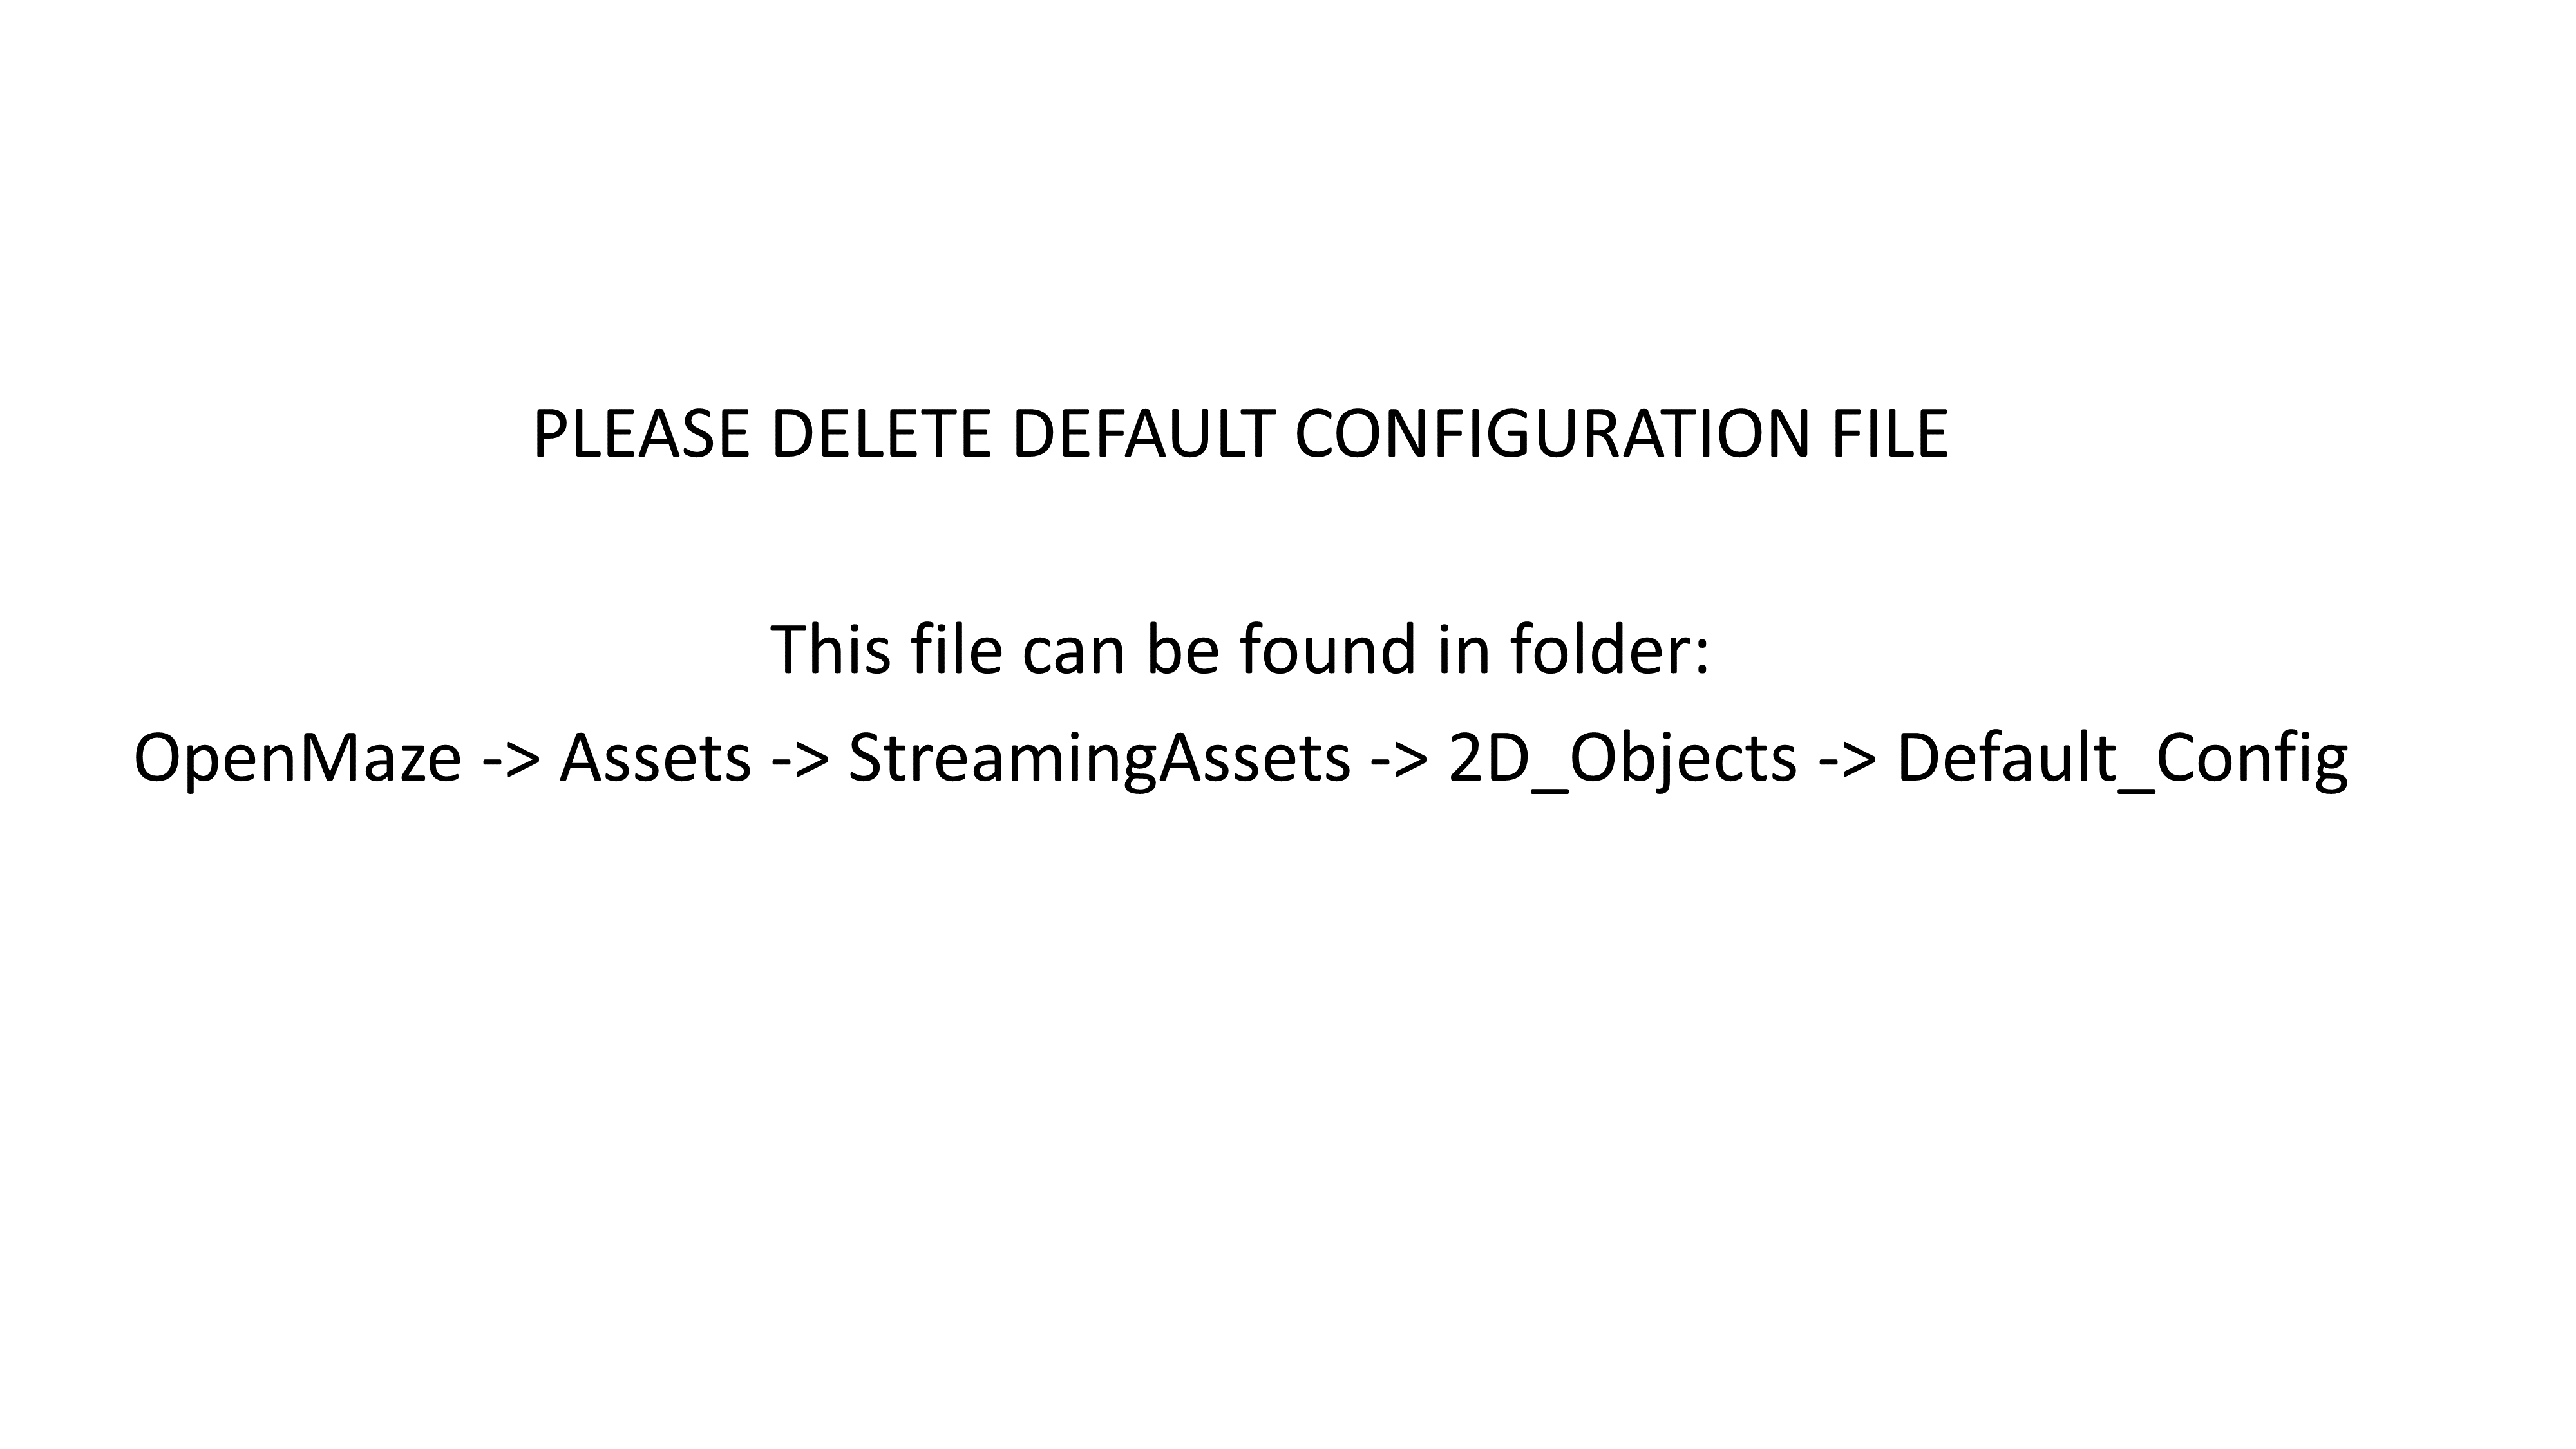 PLEASE DELETE DEFAULT CONFIGURATION FILE
This file can be found in folder:
OpenMaze -> Assets -> StreamingAssets -> 2D_Objects -> Default_Config